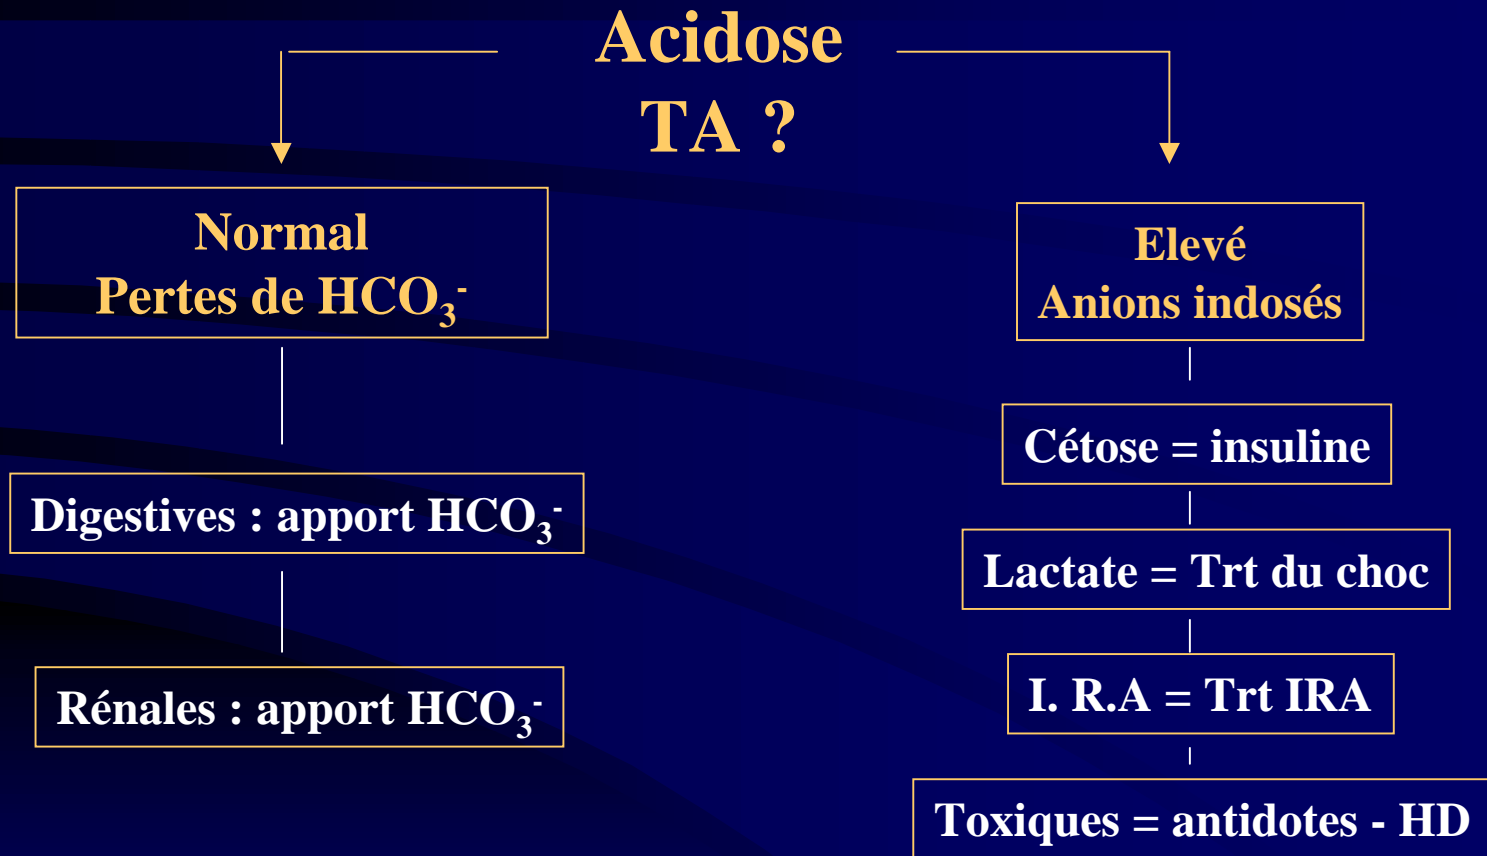 Acidose
TA ?
Normal
Pertes de HCO₃⁻
Digestives : apport HCO₃⁻
Rénales : apport HCO₃⁻
Elevé
Anions indosés
Cétose = insuline
Lactate = Trt du choc
I. R.A = Trt IRA
Toxiques = antidotes - HD